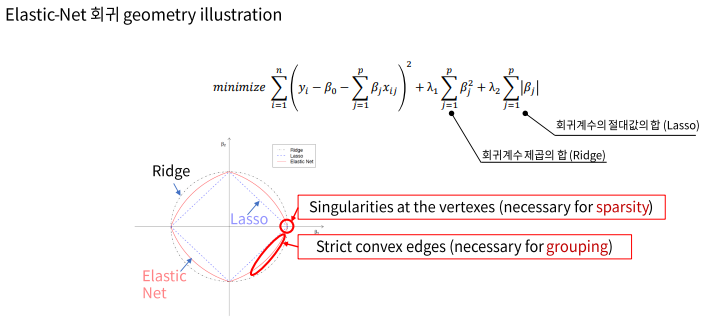 Elastic-Net 회귀 geometry illustration
minimize ∑_{i=1}^{n} ( y_i − β_0 − ∑_{j=1}^{p} β_j x_{ij} )^2 + λ_1 ∑_{j=1}^{p} β_j^2 + λ_2 ∑_{j=1}^{p} |β_j|
회귀계수의 절대값의 합 (Lasso)
회귀계수 제곱의 합 (Ridge)
Ridge
Lasso
Elastic Net
Ridge
Lasso
Singularities at the vertexes (necessary for sparsity)
Strict convex edges (necessary for grouping)
Elastic
Net